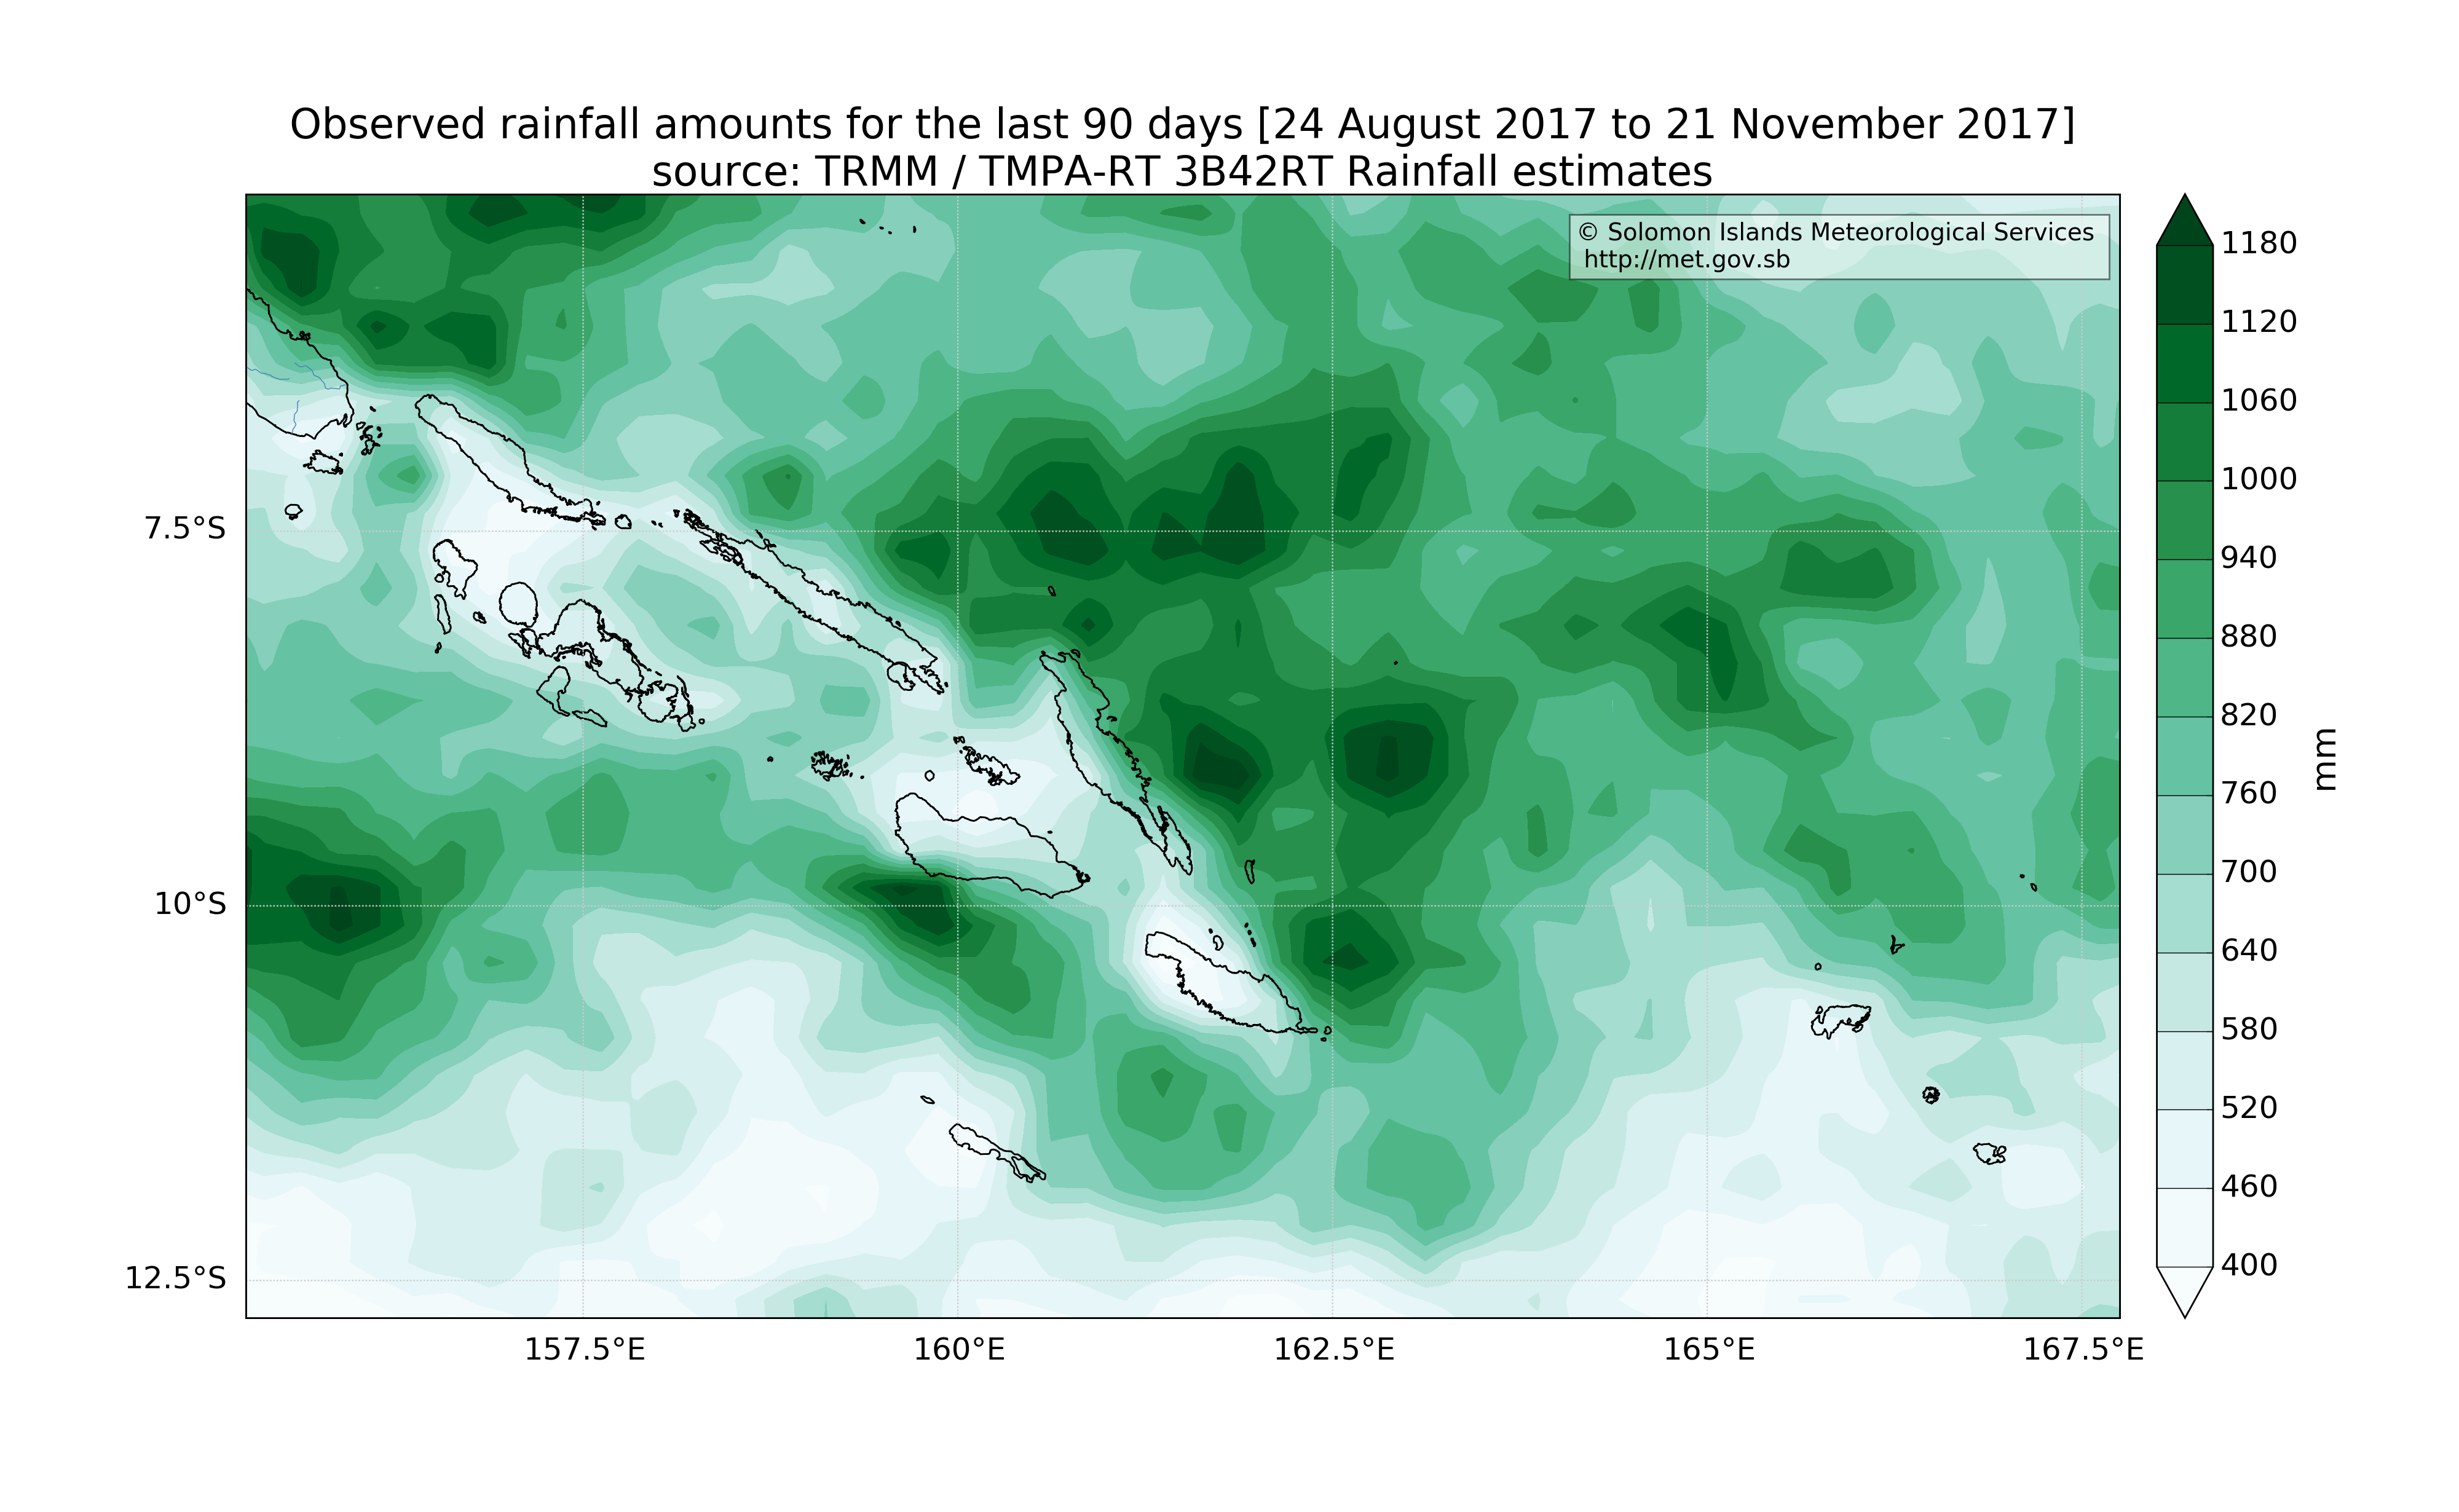 Observed rainfall amounts for the last 90 days [24 August 2017 to 21 November 2017]
source: TRMM / TMPA-RT 3B42RT Rainfall estimates
© Solomon Islands Meteorological Services
http://met.gov.sb
7.5°S
10°S
12.5°S
157.5°E
160°E
162.5°E
165°E
167.5°E
1180
1120
1060
1000
940
880
820
760
700
640
580
520
460
400
mm